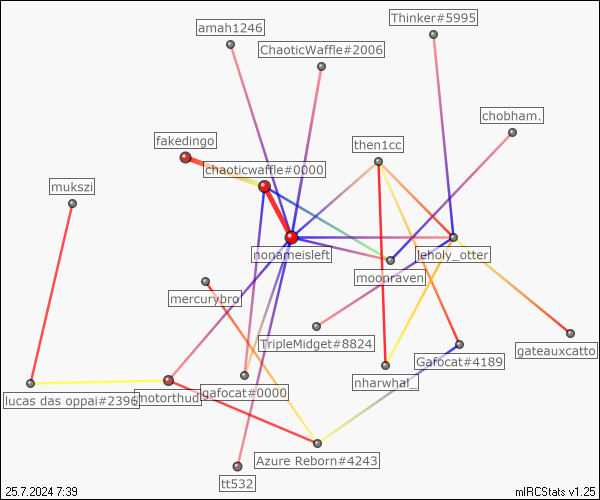 Thinker#5995
amah1246
ChaoticWaffle#2006
chobham.
fakedingo
then1cc
chaoticwaffle#0000
mukszi
nonameisleft
leholy_otter
moonraven
mercurybro
TripleMidget#8824
gateauxcatto
Gafocat#4189
nharwhal_
gafocat#0000
lucas das oppai#2396
motorthud
Azure Reborn#4243
tt532
25.7.2024 7:39
mIRCStats v1.25